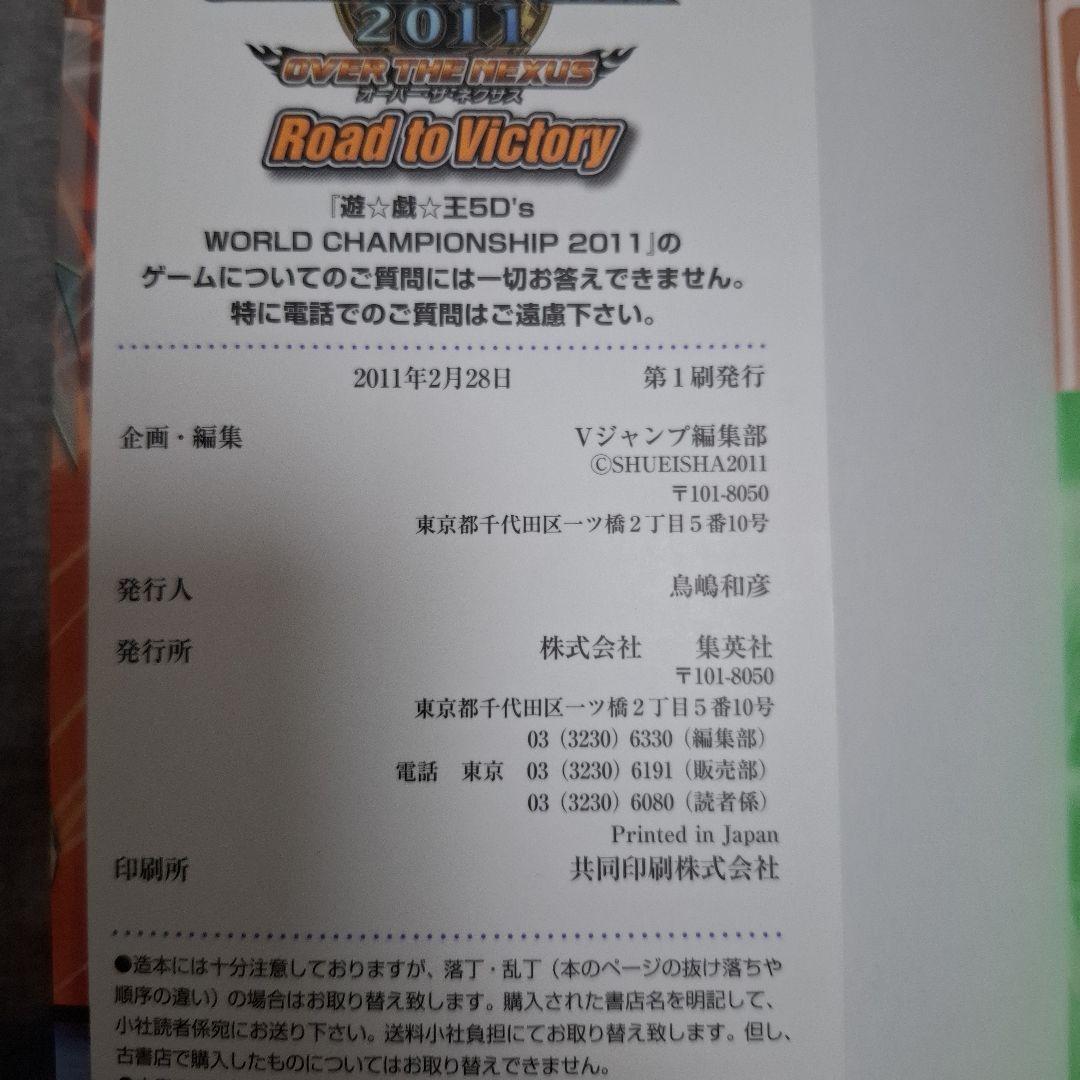 2011
OVER THE NEXUS
オーバー・ザ・ネクサス
Road to Victory
『遊☆戯☆王5D's
WORLD CHAMPIONSHIP 2011』の
ゲームについてのご質問には一切お答えできません。
特に電話でのご質問はご遠慮下さい。
2011年2月28日 第1刷発行
企画・編集 Vジャンプ編集部
©SHUEISHA2011
〒101-8050
東京都千代田区一ツ橋2丁目5番10号
発行人 鳥嶋和彦
発行所 株式会社 集英社
〒101-8050
東京都千代田区一ツ橋2丁目5番10号
03（3230）6330（編集部）
電話 東京 03（3230）6191（販売部）
03（3230）6080（読者係）
Printed in Japan
印刷所 共同印刷株式会社
●造本には十分注意しておりますが、落丁・乱丁（本のページの抜け落ちや
順序の違い）の場合はお取り替え致します。購入された書店名を明記して、
小社読者係宛にお送り下さい。送料小社負担にてお取り替え致します。但し、
古書店で購入したものについてはお取り替えできません。